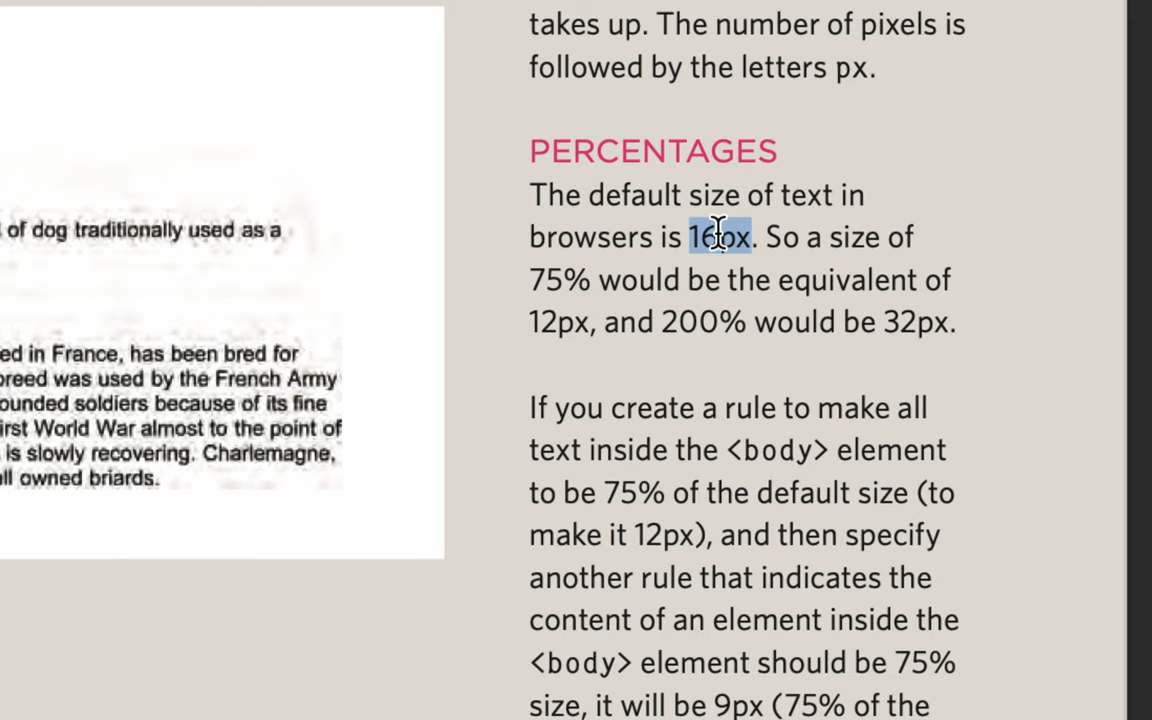 of dog traditionally used as a
ed in France, has been bred for
breed was used by the French Army
ounded soldiers because of its fine
irst World War almost to the point of
is slowly recovering. Charlemagne,
all owned briards.
takes up. The number of pixels is
followed by the letters px.
PERCENTAGES
The default size of text in
browsers is 16px. So a size of
75% would be the equivalent of
12px, and 200% would be 32px.
If you create a rule to make all
text inside the <body> element
to be 75% of the default size (to
make it 12px), and then specify
another rule that indicates the
content of an element inside the
<body> element should be 75%
size, it will be 9px (75% of the